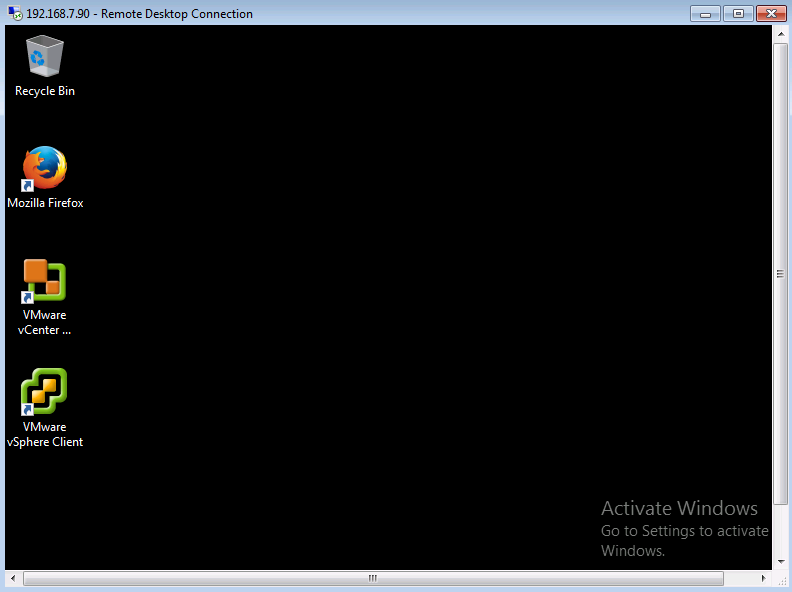 192.168.7.90 - Remote Desktop Connection
Recycle Bin
Mozilla Firefox
VMware
vCenter ...
VMware
vSphere Client
Activate Windows
Go to Settings to activate
Windows.